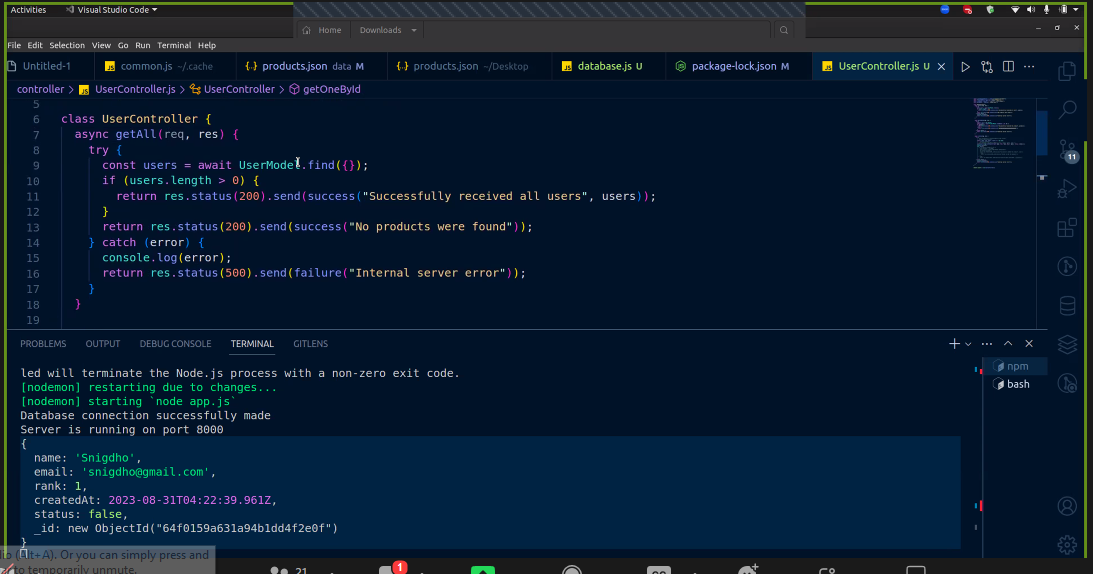 Activities
Visual Studio Code
Home
Downloads
File Edit Selection View Go Run Terminal Help
Untitled-1
common.js ~/.cache
products.json data M
products.json ~/Desktop
database.js U
package-lock.json M
UserController.js U
controller > UserController.js > UserController > getOneById
5
6 class UserController {
7 async getAll(req, res) {
8 try {
9 const users = await UserModel.find({});
10 if (users.length > 0) {
11 return res.status(200).send(success("Successfully received all users", users));
12 }
13 return res.status(200).send(success("No products were found"));
14 } catch (error) {
15 console.log(error);
16 return res.status(500).send(failure("Internal server error"));
17 }
18 }
19
11
PROBLEMS OUTPUT DEBUG CONSOLE TERMINAL GITLENS
npm
bash
led will terminate the Node.js process with a non-zero exit code.
[nodemon] restarting due to changes...
[nodemon] starting `node app.js`
Database connection successfully made
Server is running on port 8000
{
name: 'Snigdho',
email: 'snigdho@gmail.com',
rank: 1,
createdAt: 2023-08-31T04:22:39.961Z,
status: false,
_id: new ObjectId("64f0159a631a94b1dd4f2e0f")
}
(Alt+A). Or you can simply press and
to temporarily unmute.
21
1